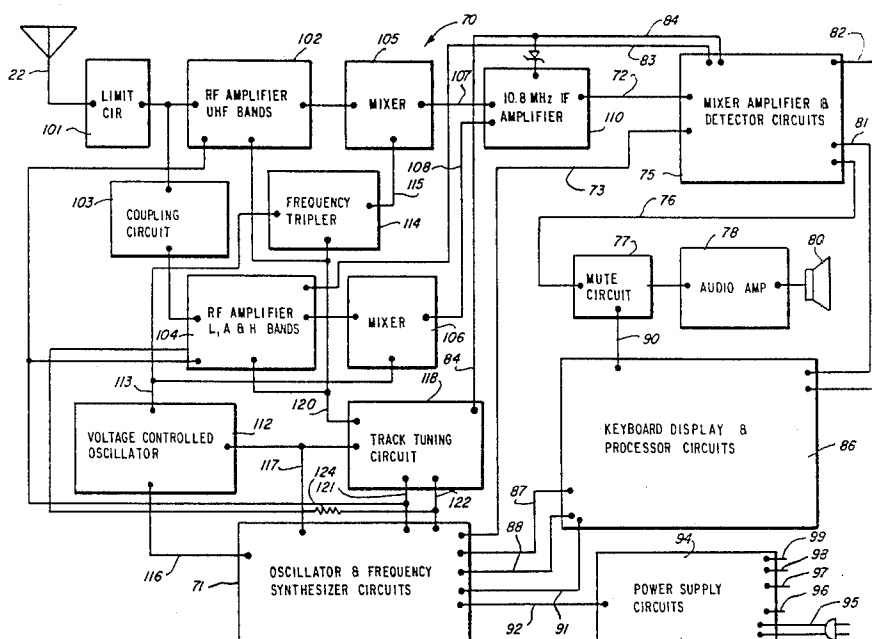 84
70
82
102
105
83
22
LIMIT
CIR
101
RF AMPLIFIER
UHF BANDS
MIXER
107
10.8 MHz IF
AMPLIFIER
110
72
MIXER AMPLIFIER &
DETECTOR CIRCUITS
81
108
115
73
75
103
COUPLING
CIRCUIT
FREQUENCY
TRIPLER
114
76
77
78
80
MUTE
CIRCUIT
AUDIO AMP
104
RF AMPLIFIER
L, A & H BANDS
MIXER
106
84
90
113
120
118
VOLTAGE CONTROLLED
OSCILLATOR
112
TRACK TUNING
CIRCUIT
KEYBOARD DISPLAY &
PROCESSOR CIRCUITS
86
117
124
121
122
87
88
116
71
OSCILLATOR & FREQUENCY
SYNTHESIZER CIRCUITS
92
91
94
POWER SUPPLY
CIRCUITS
99
98
97
96
95